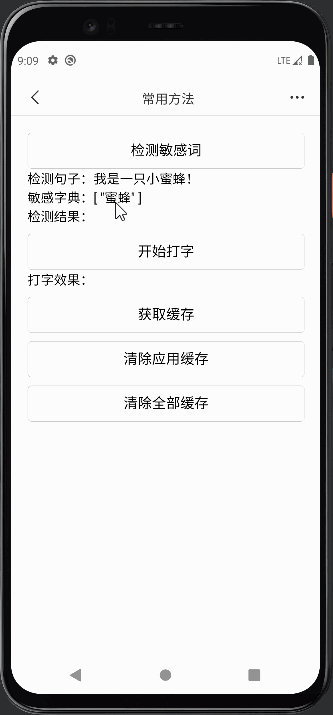 9:09
LTE
常用方法
检测敏感词
检测句子：我是一只小蜜蜂！
敏感字典：["蜜蜂"]
检测结果：
开始打字
打字效果：
获取缓存
清除应用缓存
清除全部缓存